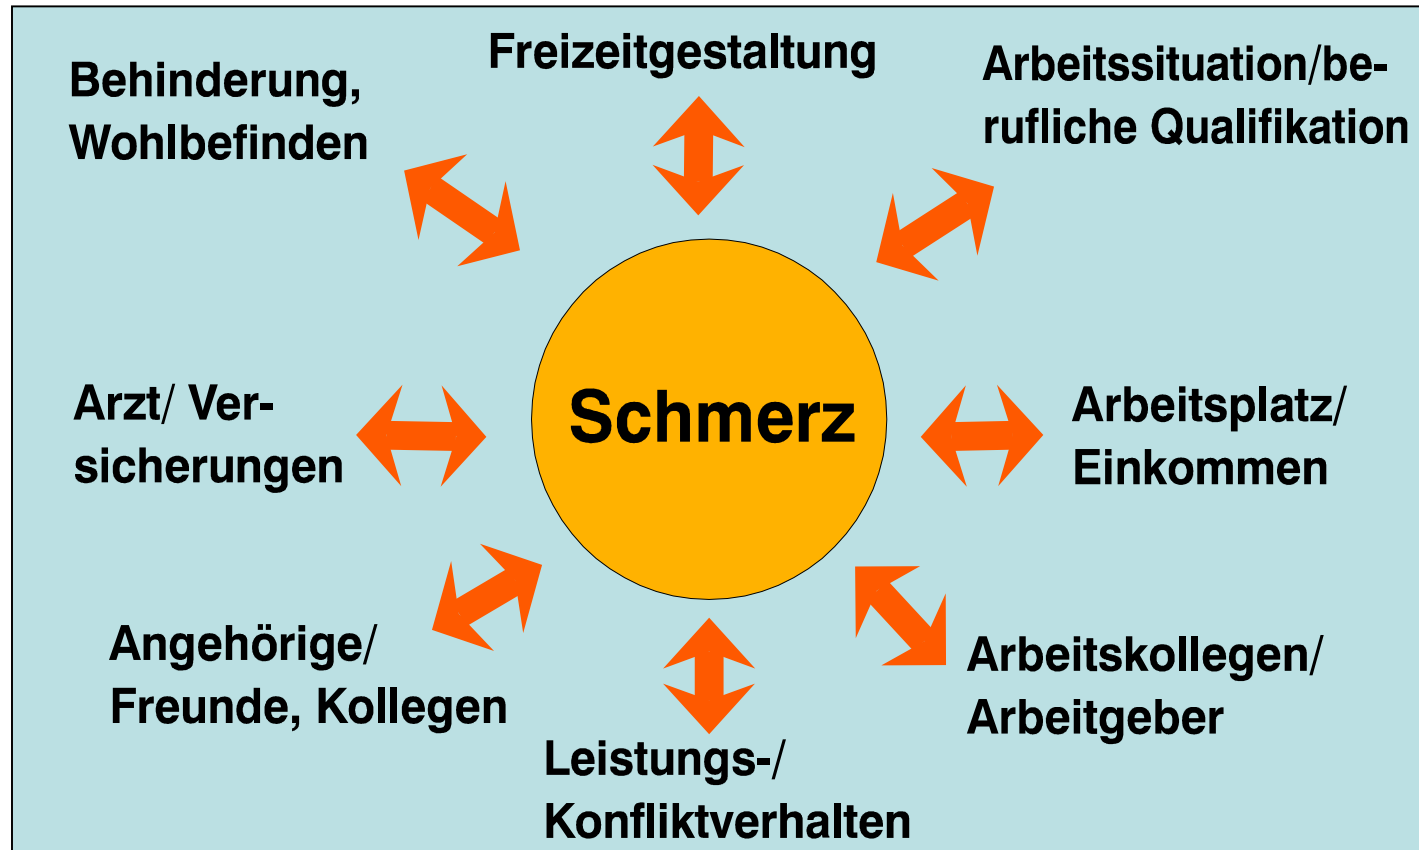 Freizeitgestaltung
Behinderung,
Wohlbefinden
Arbeitssituation/be-
rufliche Qualifikation
Arzt/ Ver-
sicherungen
Schmerz
Arbeitsplatz/
Einkommen
Angehörige/
Freunde, Kollegen
Arbeitskollegen/
Arbeitgeber
Leistungs-/
Konfliktverhalten